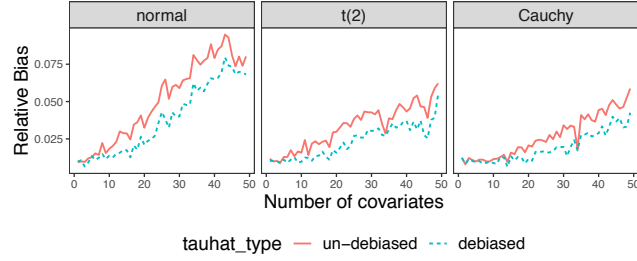 normal t(2) Cauchy
Relative Bias
0.075
0.050
0.025
0 10 20 30 40 50 0 10 20 30 40 50 0 10 20 30 40 50
Number of covariates
tauhat_type un-debiased debiased